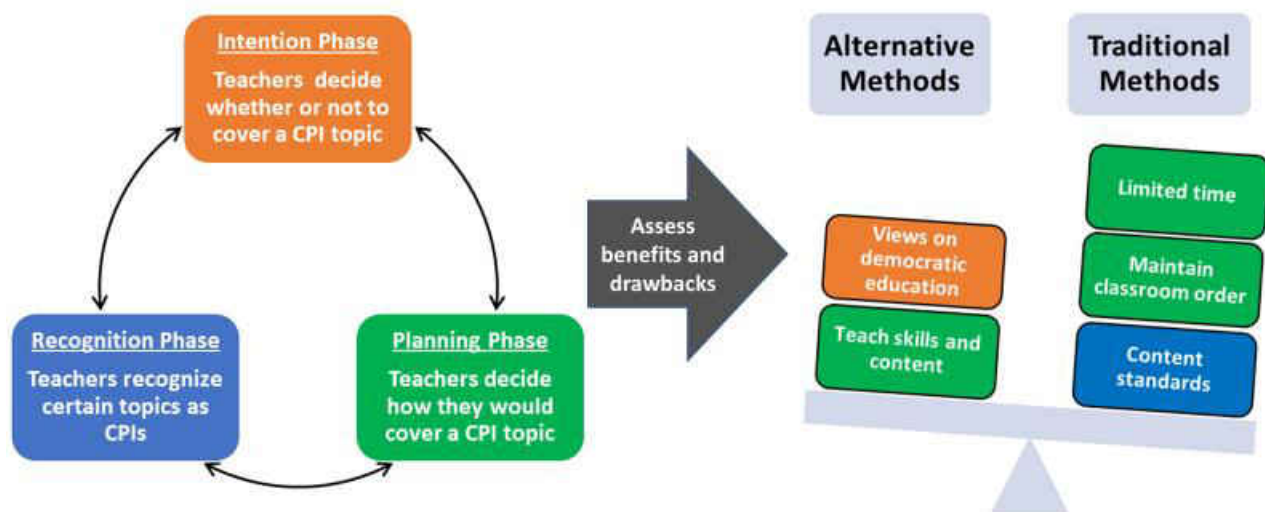 Intention Phase
Teachers decide
whether or not to
cover a CPI topic
Recognition Phase
Teachers recognize
certain topics as
CPIs
Planning Phase
Teachers decide
how they would
cover a CPI topic
Assess
benefits and
drawbacks
Alternative
Methods
Views on
democratic
education
Teach skills and
content
Traditional
Methods
Limited time
Maintain
classroom order
Content
standards